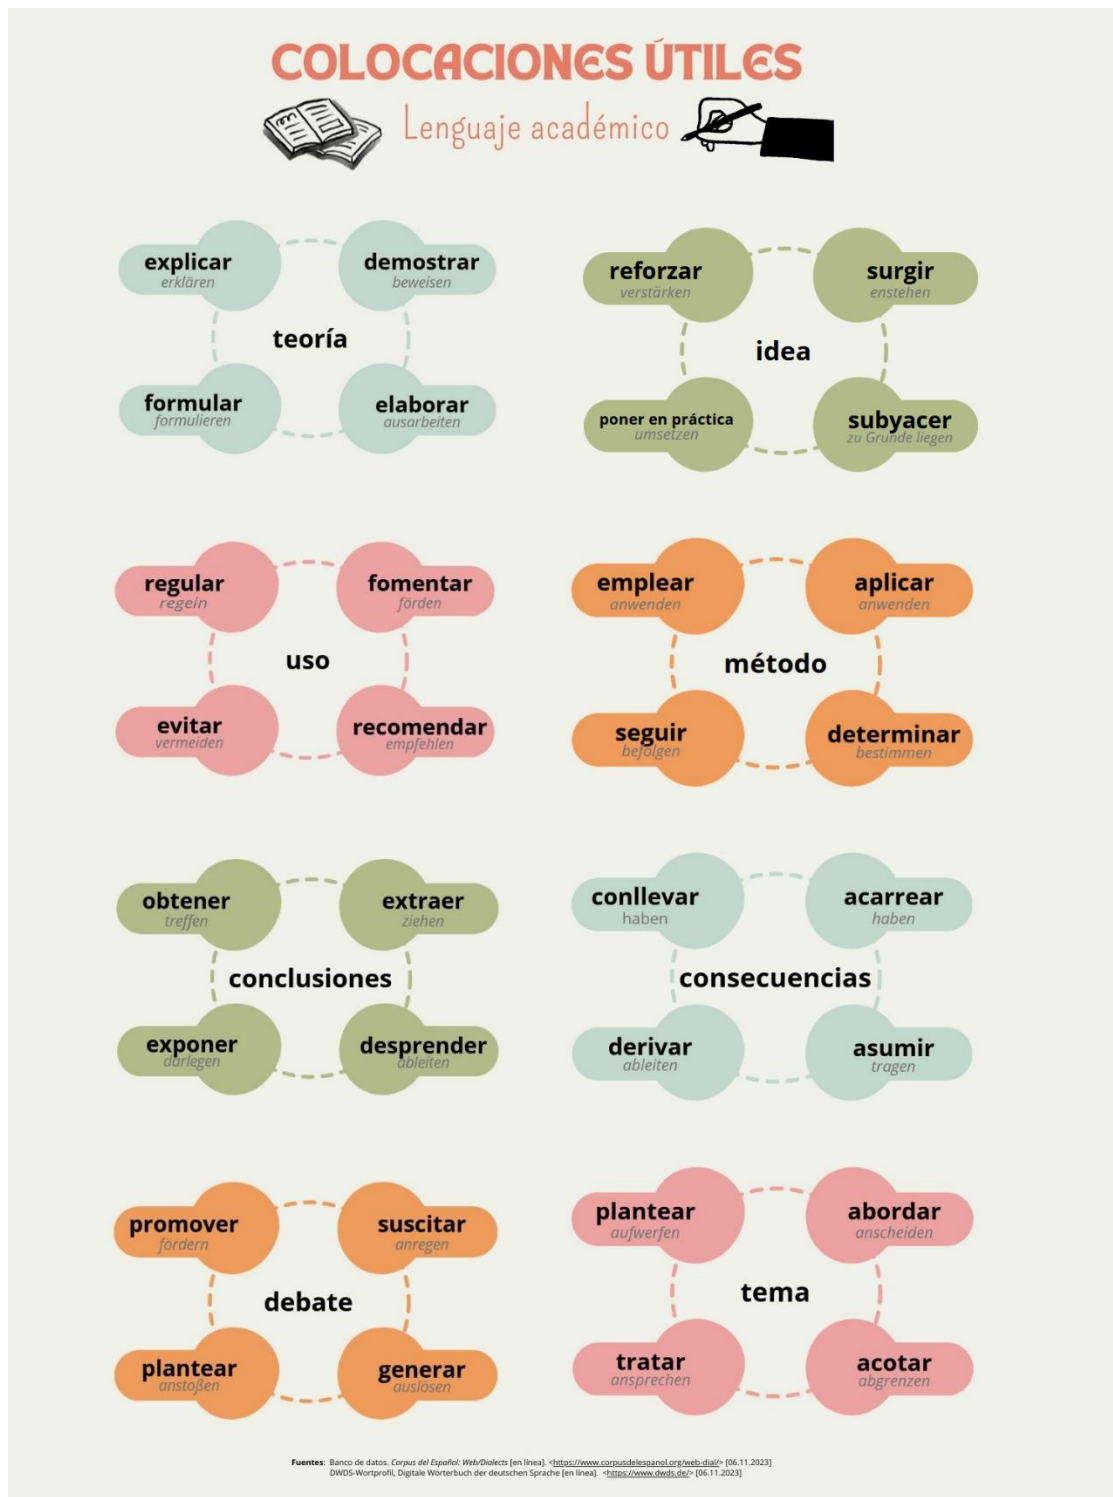 COLOCACIONES ÚTILES
Lenguaje académico
explicar
erklären
demostrar
beweisen
teoría
formular
formulieren
elaborar
ausarbeiten
reforzar
verstärken
surgir
enstehen
idea
poner en práctica
umsetzen
subyacer
zu Grunde liegen
regular
regeln
fomentar
förden
uso
evitar
vermeiden
recomendar
empfehlen
emplear
anwenden
aplicar
anwenden
método
seguir
befolgen
determinar
bestimmen
obtener
treffen
extraer
ziehen
conclusiones
exponer
darlegen
desprender
ableiten
conllevar
haben
acarrear
haben
consecuencias
derivar
ableiten
asumir
tragen
promover
fördern
suscitar
anregen
debate
plantear
anstoßen
generar
auslösen
plantear
aufwerfen
abordar
anscheiden
tema
tratar
ansprechen
acotar
abgrenzen
Fuentes: Banco de datos. Corpus del Español: Web/Dialects [en línea]. <https://www.corpusdelespanol.org/web-dial/> [06.11.2023]
DWDS-Wortprofil, Digitale Wörterbuch der deutschen Sprache [en línea]. <https://www.dwds.de/> [06.11.2023]